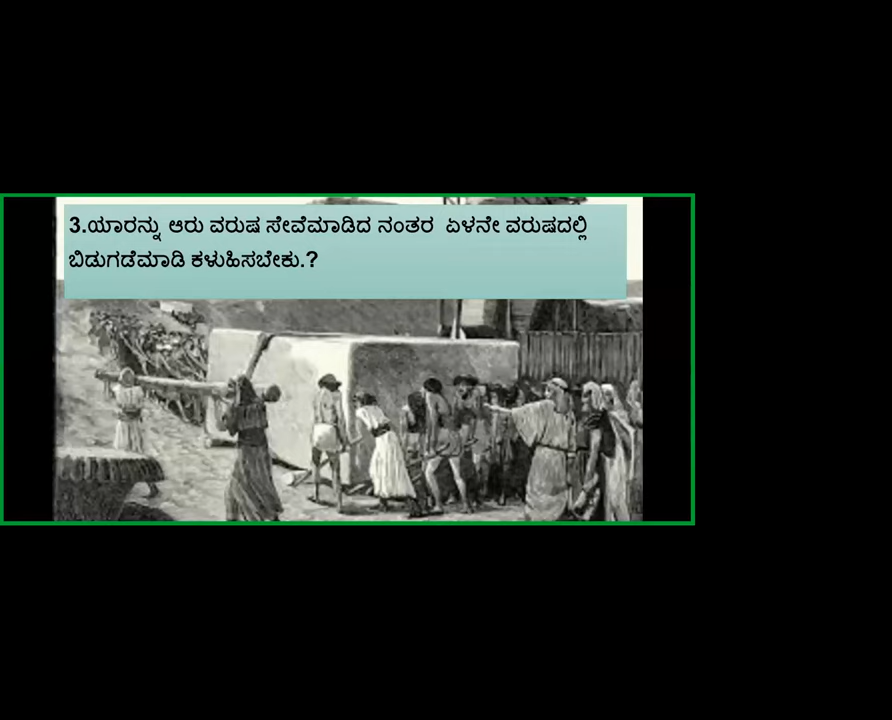 3.ಯಾರನ್ನು ಆರು ವರುಷ ಸೇವೆಮಾಡಿದ ನಂತರ ಏಳನೇ ವರುಷದಲ್ಲಿ
ಬಿಡುಗಡೆಮಾಡಿ ಕಳುಹಿಸಬೇಕು.?